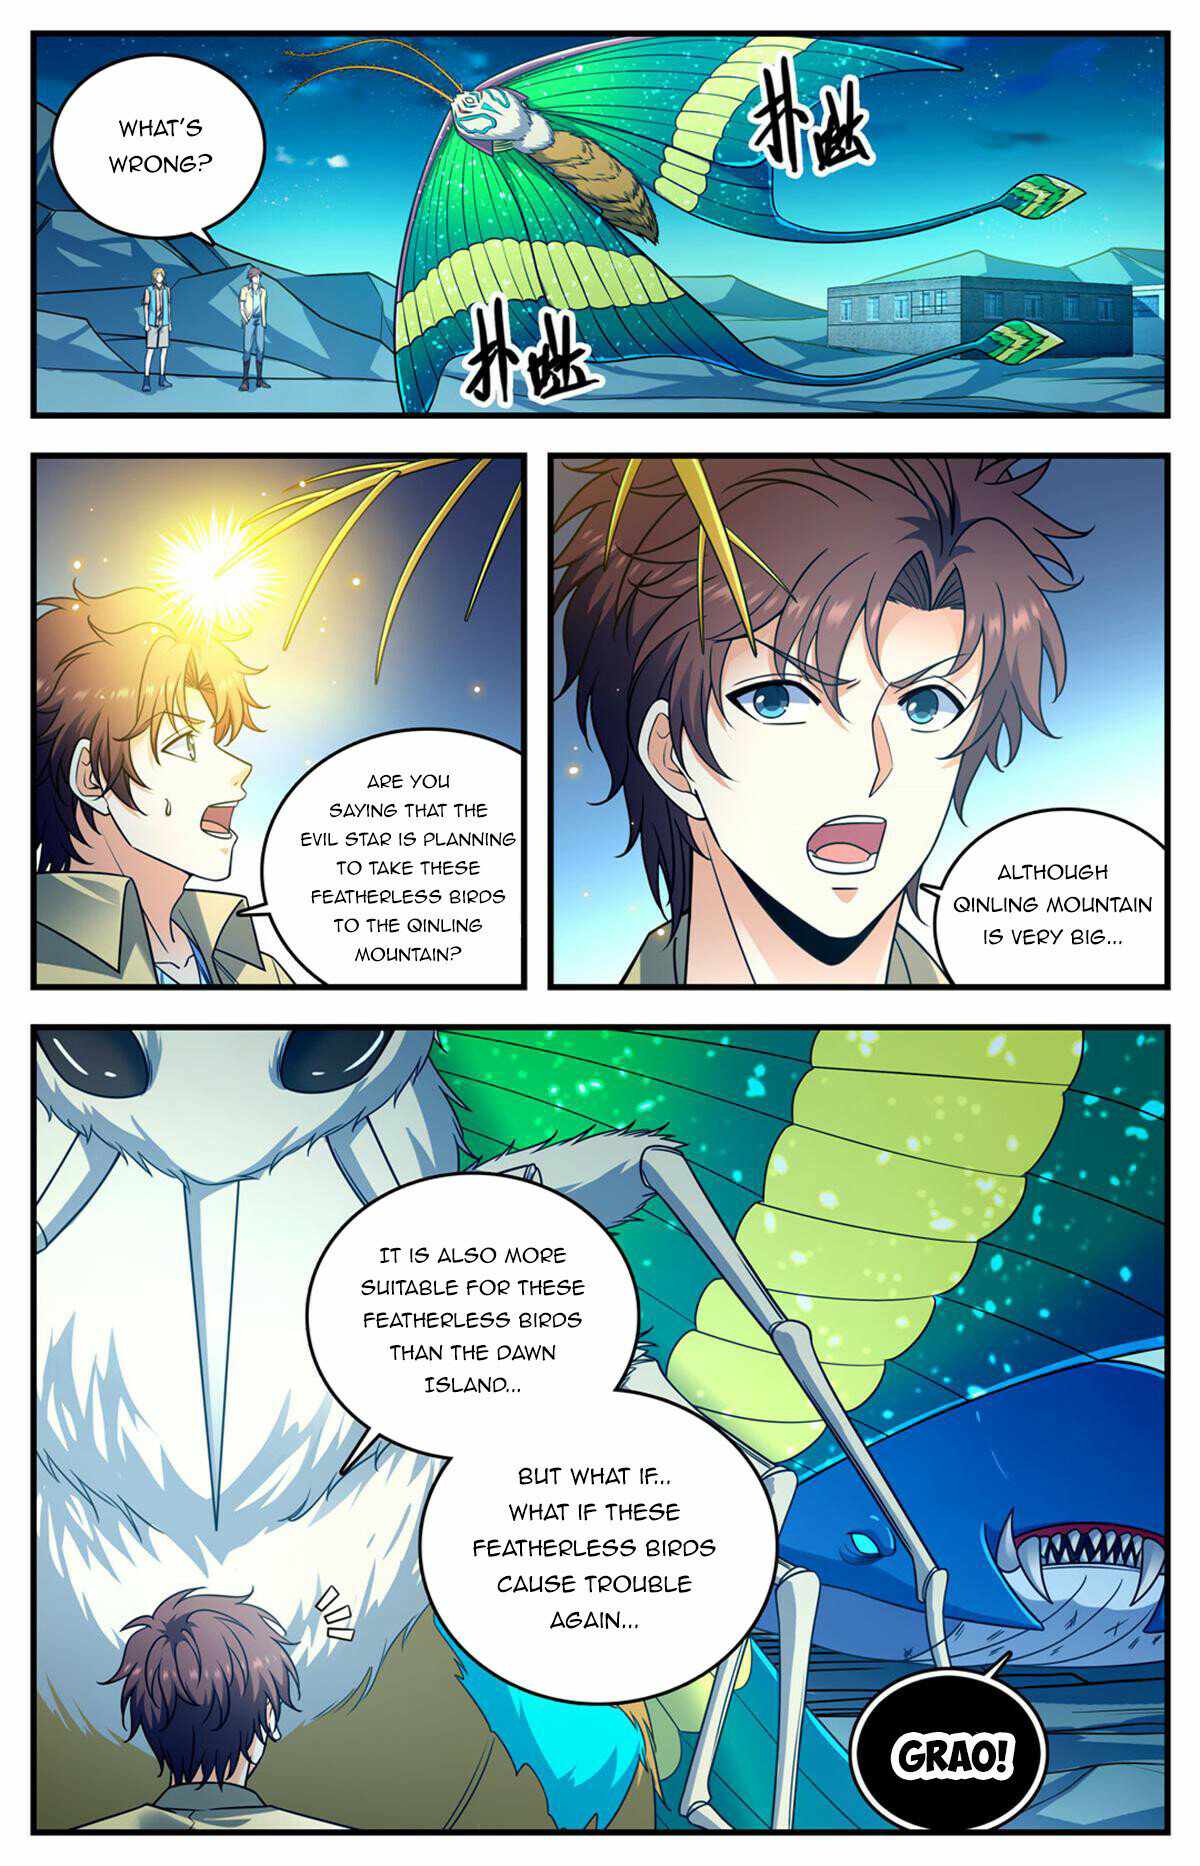 WHAT'S
WRONG?
扑
咝
扑
咝
ARE YOU
SAYING THAT THE
EVIL STAR IS PLANNING
TO TAKE THESE
FEATHERLESS BIRDS
TO THE QINLING
MOUNTAIN?
ALTHOUGH
QINLING MOUNTAIN
IS VERY BIG...
IT IS ALSO MORE
SUITABLE FOR THESE
FEATHERLESS BIRDS
THAN THE DAWN
ISLAND...
BUT WHAT IF...
WHAT IF THESE
FEATHERLESS BIRDS
CAUSE TROUBLE
AGAIN...
GRAO!